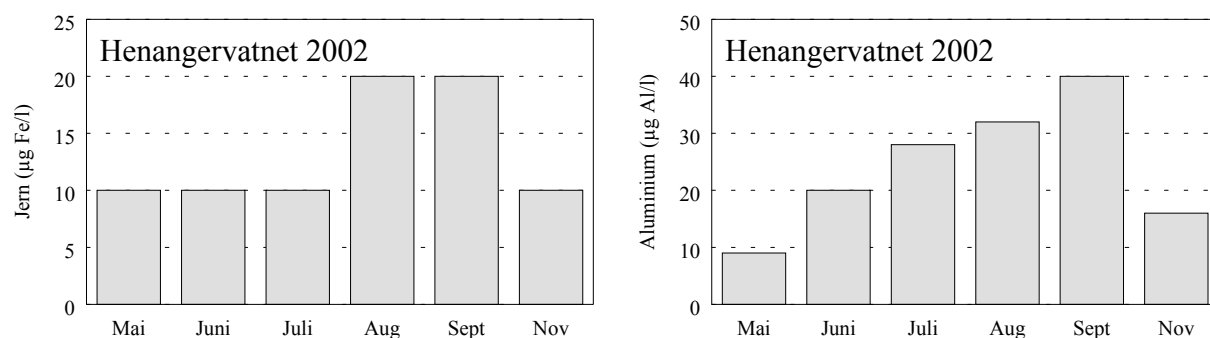 Henangervatnet 2002
Jern (µg Fe/l)
25
20
15
10
5
0
Mai Juni Juli Aug Sept Nov
Henangervatnet 2002
Aluminium (µg Al/l)
50
40
30
20
10
0
Mai Juni Juli Aug Sept Nov